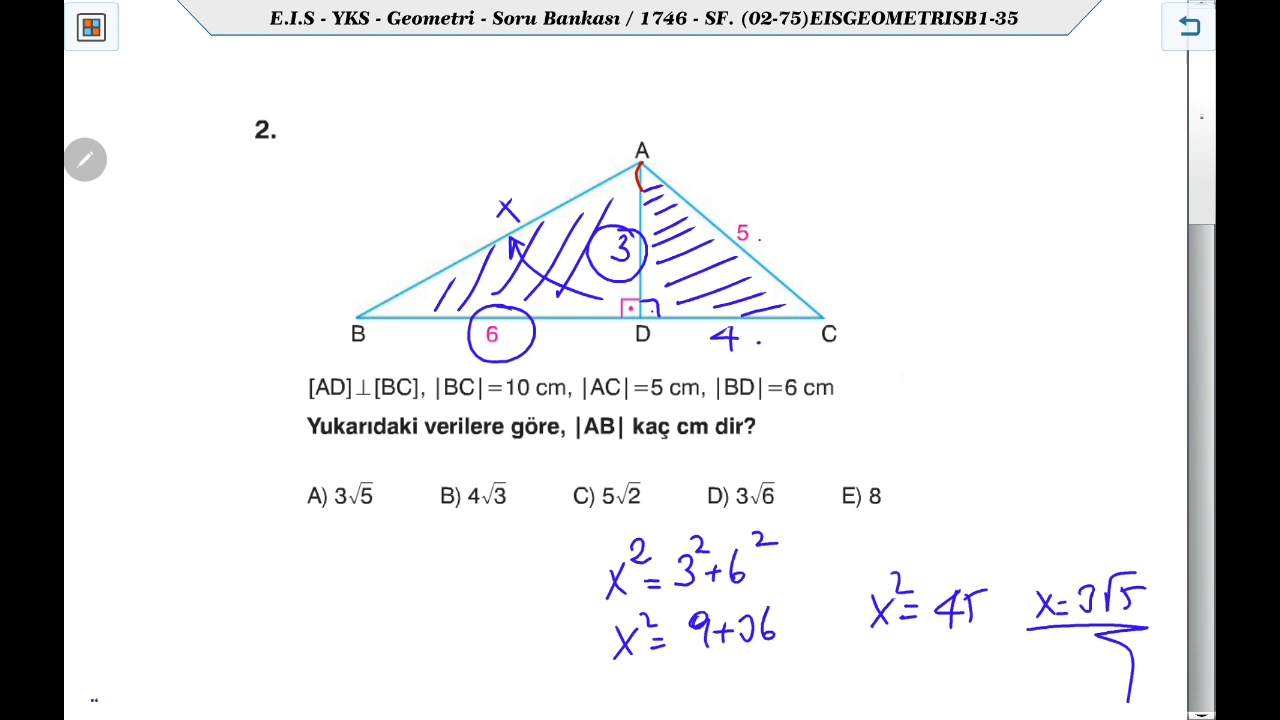 E.I.S - YKS - Geometri - Soru Bankası / 1746 - SF. (02-75)EISGEOMETRISB1-35
2.
A
x
3
5
B
6
D
4
C
[AD]⊥[BC], |BC|=10 cm, |AC|=5 cm, |BD|=6 cm
Yukarıdaki verilere göre, |AB| kaç cm dir?
A) 3√5 B) 4√3 C) 5√2 D) 3√6 E) 8
x² = 3² + 6²
x² = 9 + 36
x² = 45
x = 3√5